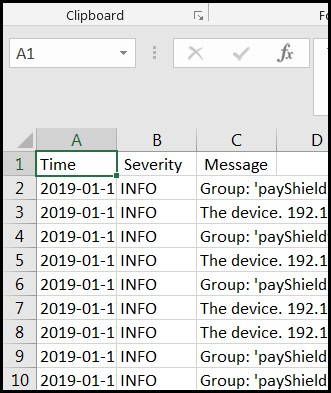 Clipboard Fo
A1 fx
A B C D
1 Time Severity Message
2 2019-01-1 INFO Group: 'payShield
3 2019-01-1 INFO The device. 192.1
4 2019-01-1 INFO Group: 'payShield
5 2019-01-1 INFO The device. 192.1
6 2019-01-1 INFO Group: 'payShield
7 2019-01-1 INFO The device. 192.1
8 2019-01-1 INFO The device. 192.1
9 2019-01-1 INFO Group: 'payShield
10 2019-01-1 INFO Group: 'payShield